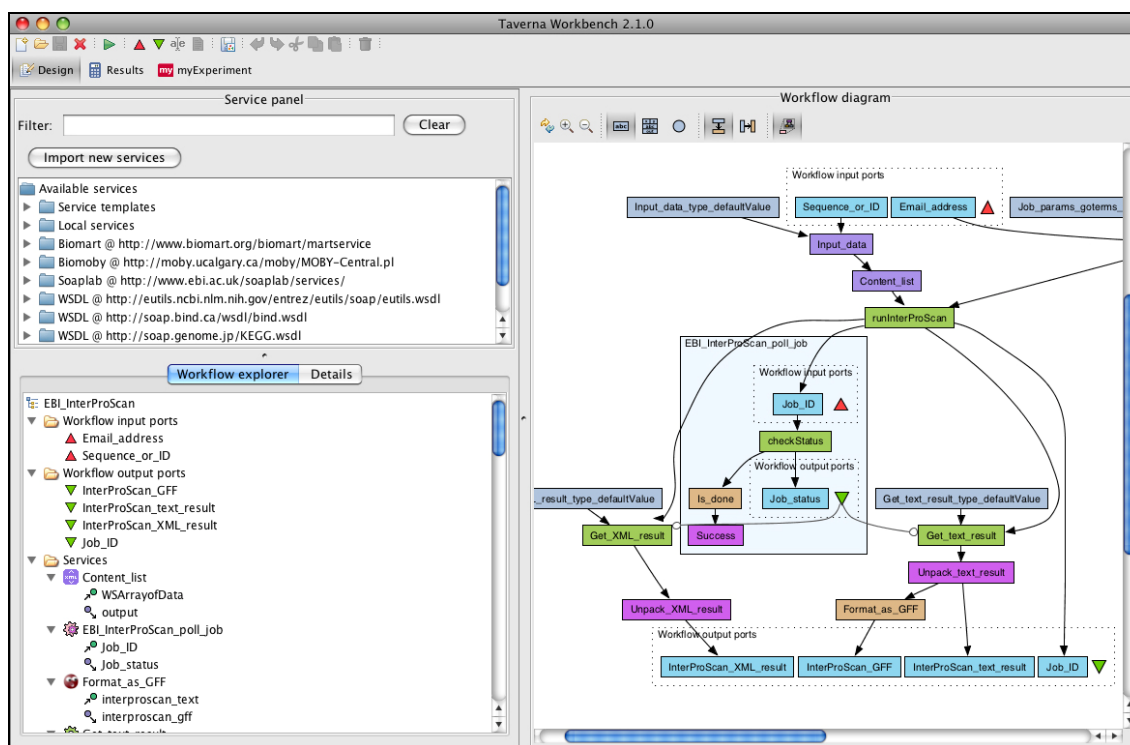 Taverna Workbench 2.1.0
Design Results my myExperiment
Service panel
Filter: Clear
Import new services
Available services
Service templates
Local services
Biomart @ http://www.biomart.org/biomart/martservice
Biomoby @ http://moby.ucalgary.ca/moby/MOBY-Central.pl
Soaplab @ http://www.ebi.ac.uk/soaplab/services/
WSDL @ http://eutils.ncbi.nlm.nih.gov/entrez/eutils/soap/eutils.wsdl
WSDL @ http://soap.bind.ca/wsdl/bind.wsdl
WSDL @ http://soap.genome.jp/KEGG.wsdl
Workflow explorer Details
EBI_InterProScan
Workflow input ports
Email_address
Sequence_or_ID
Workflow output ports
InterProScan_GFF
InterProScan_text_result
InterProScan_XML_result
Job_ID
Services
Content_list
WSArrayofData
output
EBI_InterProScan_poll_job
Job_ID
Job_status
Format_as_GFF
interproscan_text
interproscan_gff
Get_text_result
Workflow diagram
abc
Workflow input ports
Input_data_type_defaultValue Sequence_or_ID Email_address Job_params_goterms_
Input_data
Content_list
runInterProScan
EBI_InterProScan_poll_job
Workflow input ports
Job_ID
checkStatus
Workflow output ports
_result_type_defaultValue Is_done Job_status Get_text_result_type_defaultValue
Get_XML_result Success Get_text_result
Unpack_text_result
Unpack_XML_result Format_as_GFF
Workflow output ports
InterProScan_XML_result InterProScan_GFF InterProScan_text_result Job_ID